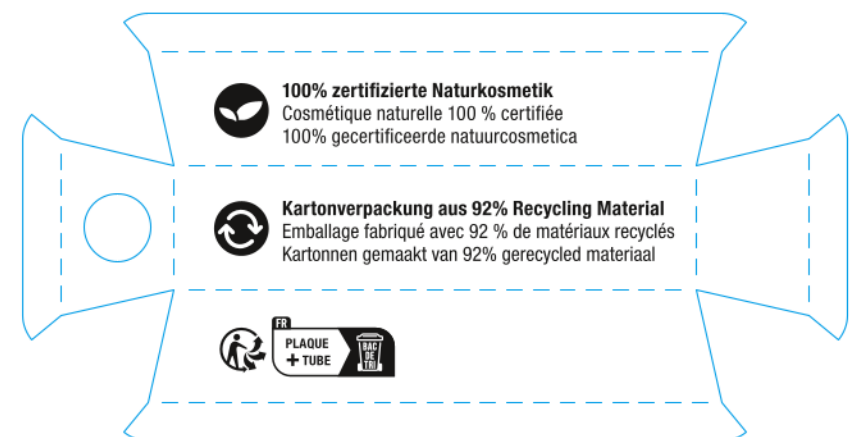 100% zertifizierte Naturkosmetik
Cosmétique naturelle 100 % certifiée
100% gecertificeerde natuurcosmetica
Kartonverpackung aus 92% Recycling Material
Emballage fabriqué avec 92 % de matériaux recyclés
Kartonnen gemaakt van 92% gerecycled materiaal
FR
PLAQUE
+ TUBE
BAC
DE
TRI